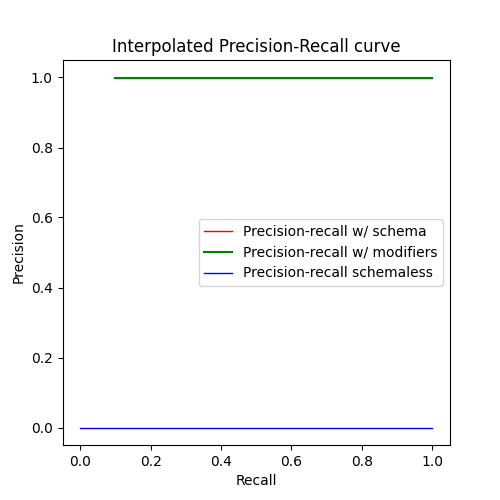 Interpolated Precision-Recall curve
1.0
0.8
0.6
0.4
0.2
0.0
Precision
Precision-recall w/ schema
Precision-recall w/ modifiers
Precision-recall schemaless
0.0 0.2 0.4 0.6 0.8 1.0
Recall